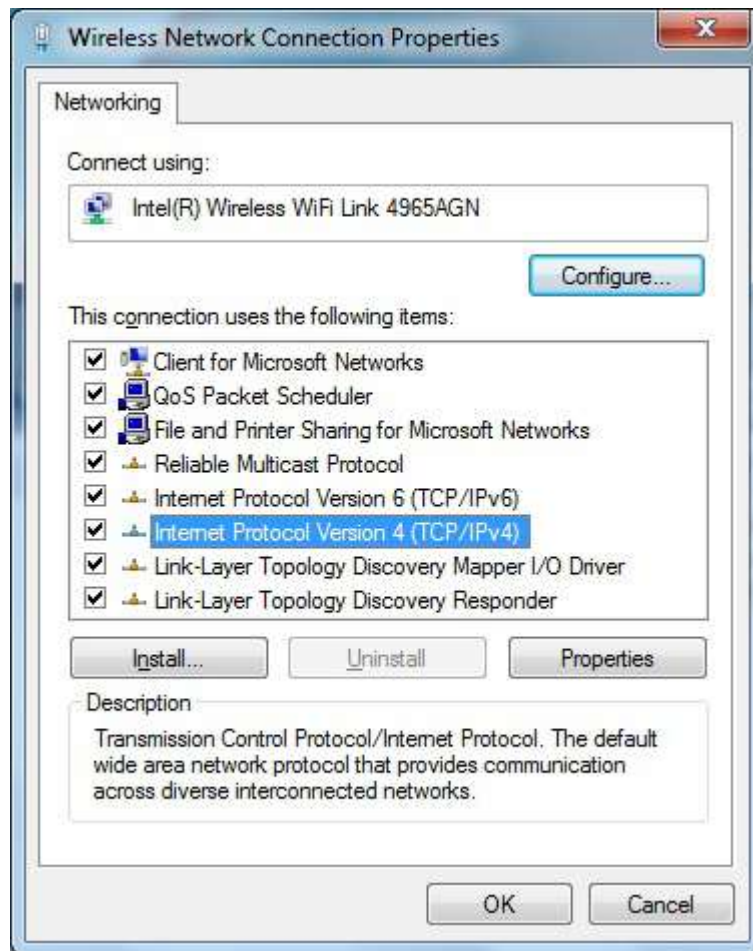 Wireless Network Connection Properties
Networking
Connect using:
Intel(R) Wireless WiFi Link 4965AGN
Configure...
This connection uses the following items:
Client for Microsoft Networks
QoS Packet Scheduler
File and Printer Sharing for Microsoft Networks
Reliable Multicast Protocol
Internet Protocol Version 6 (TCP/IPv6)
Internet Protocol Version 4 (TCP/IPv4)
Link-Layer Topology Discovery Mapper I/O Driver
Link-Layer Topology Discovery Responder
Install... Uninstall Properties
Description
Transmission Control Protocol/Internet Protocol. The default
wide area network protocol that provides communication
across diverse interconnected networks.
OK Cancel